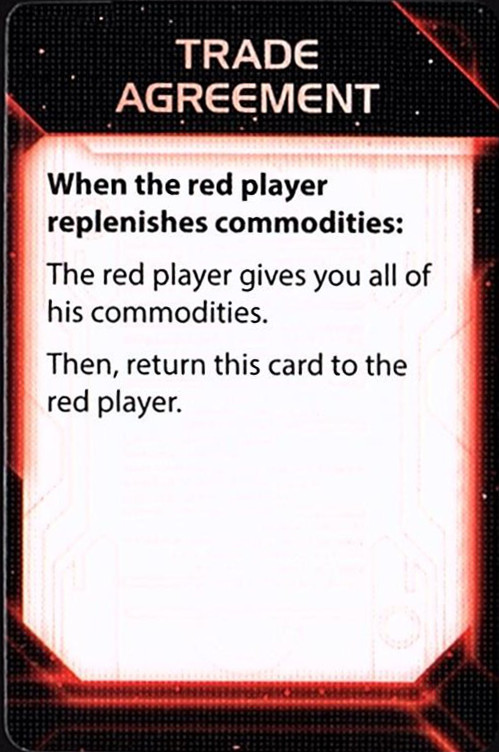 TRADE
AGREEMENT
When the red player
replenishes commodities:
The red player gives you all of
his commodities.
Then, return this card to the
red player.